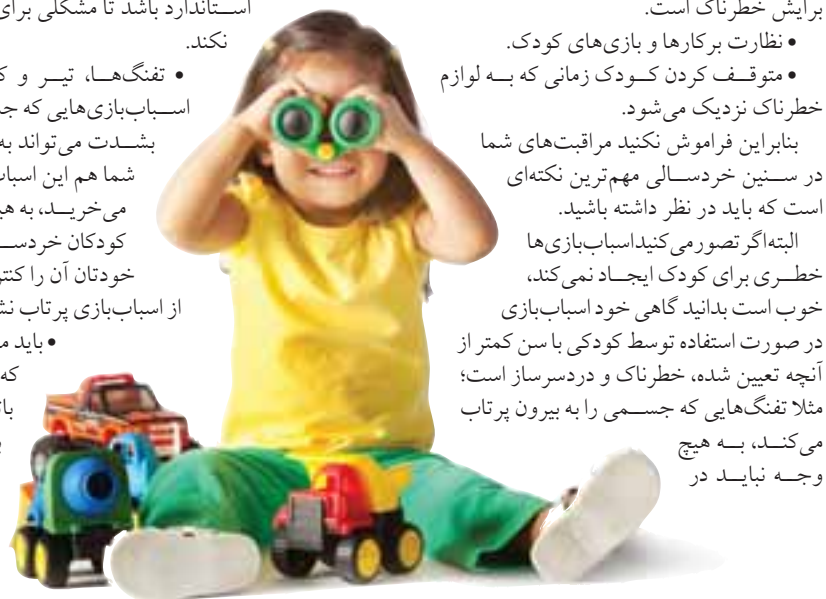 برایش خطرناک است.
• نظارت برکارها و بازی‌های کودک.
• متوقف کردن کودک زمانی که به لوازم
خطرناک نزدیک می‌شود.
بنابراین فراموش نکنید مراقبت‌های شما
در سنین خردسالی مهم‌ترین نکته‌ای
است که باید در نظر داشته باشید.
البته‌اگر تصورمی‌کنیداسباب‌بازی‌ها
خطری برای کودک ایجاد نمی‌کند،
خوب است بدانید گاهی خود اسباب‌بازی
در صورت استفاده توسط کودکی با سن کمتر از
آنچه تعیین شده، خطرناک و دردسرساز است؛
مثلا تفنگ‌هایی که جسمی را به بیرون پرتاب
می‌کند، به هیچ
وجه نباید در
استاندارد باشد تا مشکلی برای
نکند.
• تفنگ‌ها، تیر و
اسباب‌بازی‌هایی که
بشدت می‌تواند به
شما هم این
می‌خرید، به
کودکان
خودتان آن را
از اسباب‌بازی پرتاب
• باید
که